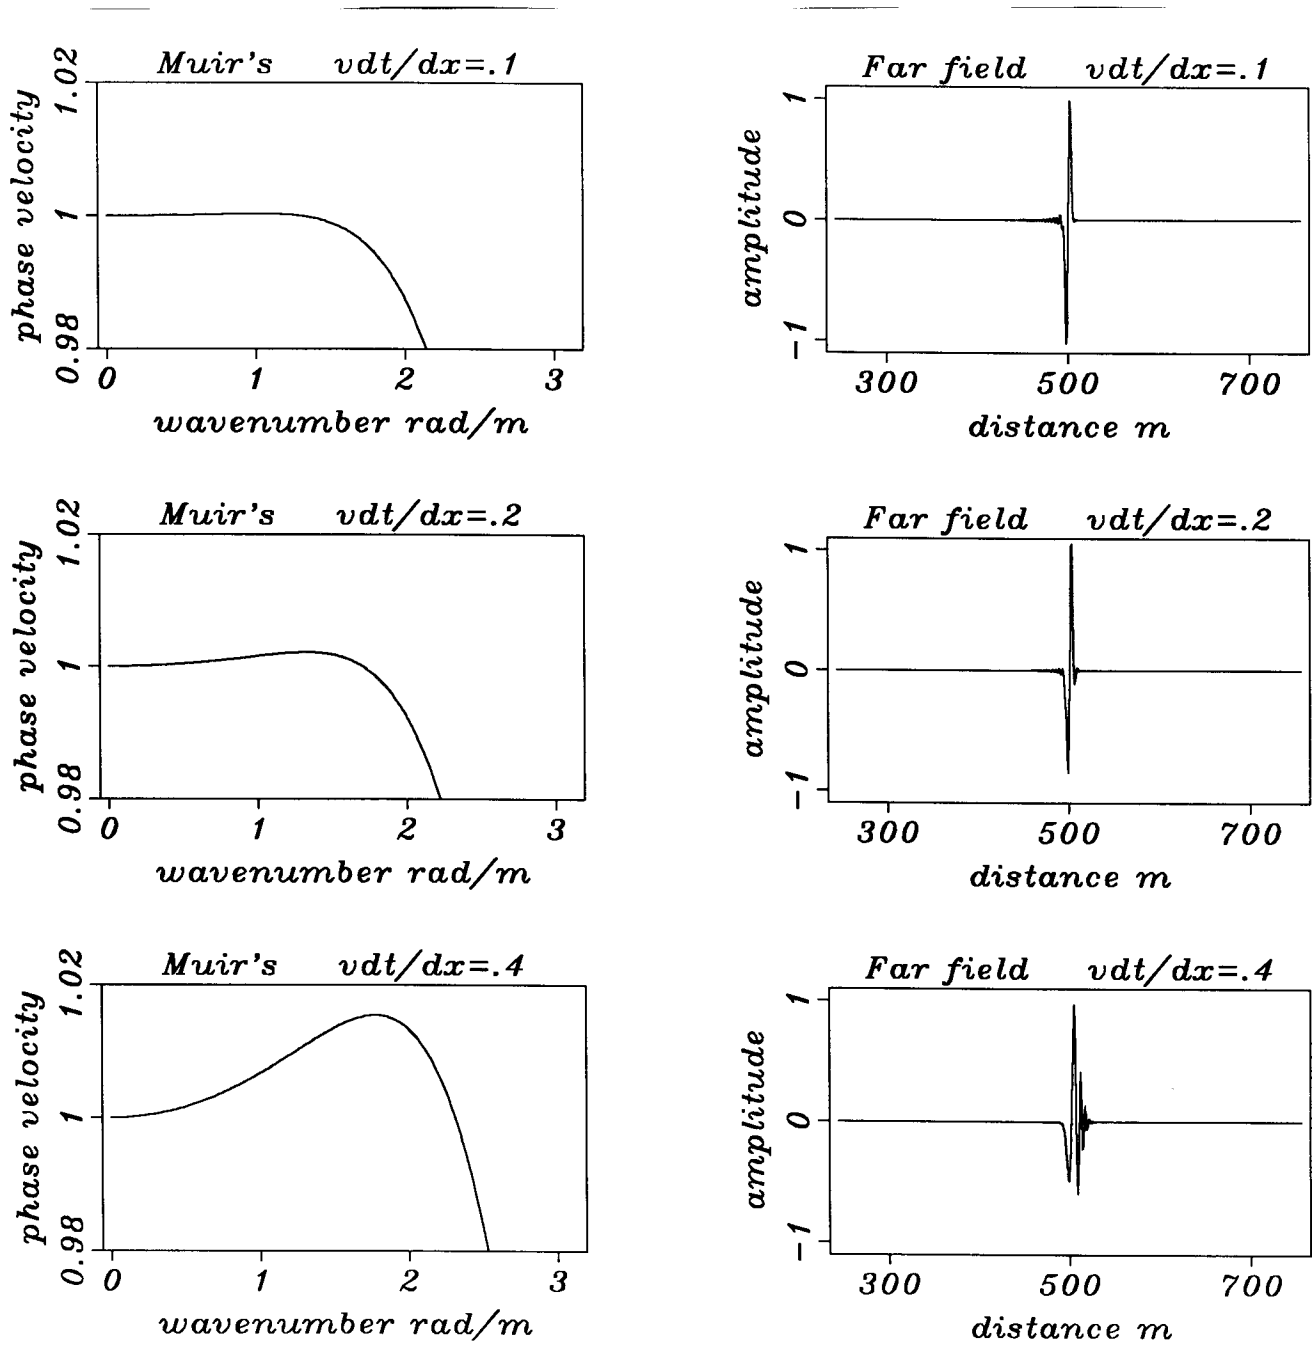 Muir's vdt/dx=.1
phase velocity
1.02
1
0.98
0 1 2 3
wavenumber rad/m
Far field vdt/dx=.1
amplitude
1
0
-1
300 500 700
distance m
Muir's vdt/dx=.2
phase velocity
1.02
1
0.98
0 1 2 3
wavenumber rad/m
Far field vdt/dx=.2
amplitude
1
0
-1
300 500 700
distance m
Muir's vdt/dx=.4
phase velocity
1.02
1
0.98
0 1 2 3
wavenumber rad/m
Far field vdt/dx=.4
amplitude
1
0
-1
300 500 700
distance m